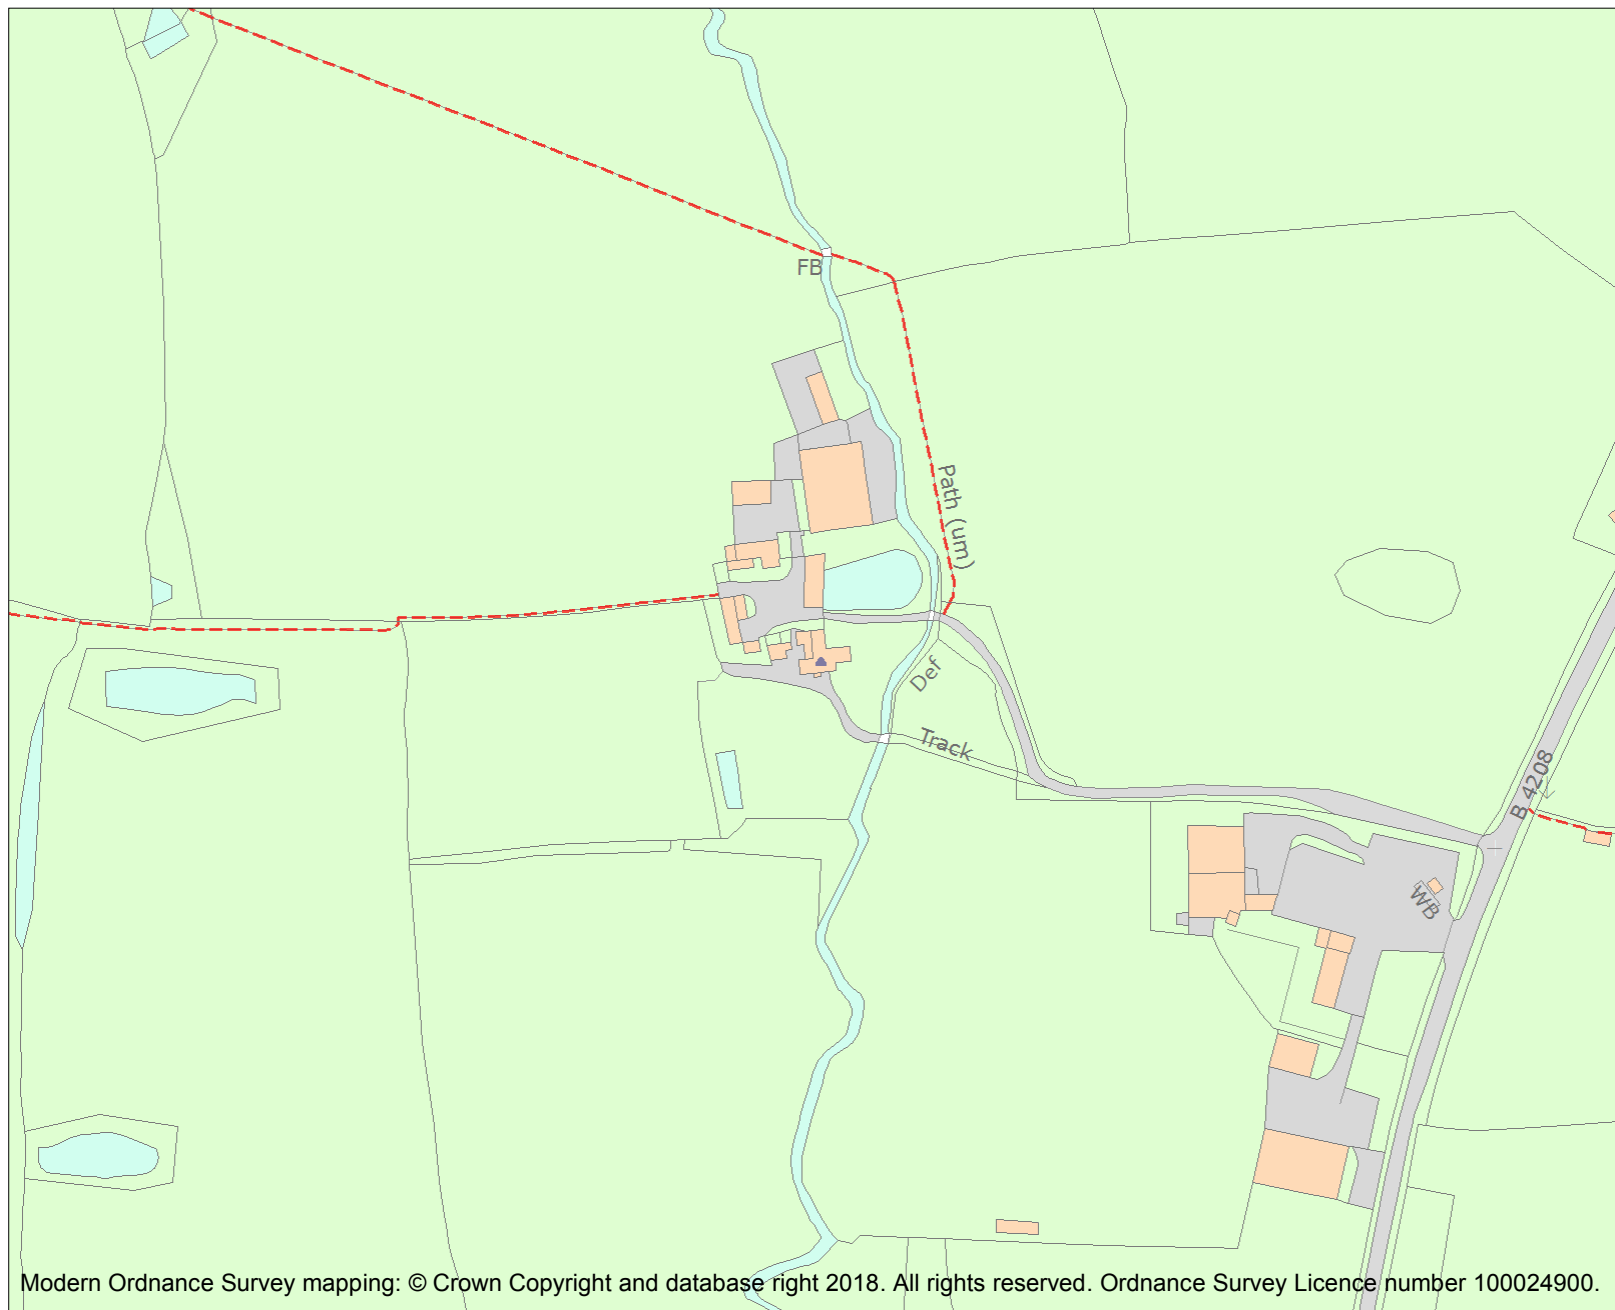 FB
Path (um)
Def
Track
B 4208
WB
Modern Ordnance Survey mapping: © Crown Copyright and database right 2018. All rights reserved. Ordnance Survey Licence number 100024900.